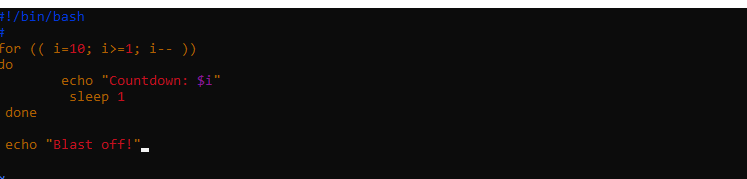 #!/bin/bash
#
for (( i=10; i>=1; i-- ))
do
        echo "Countdown: $i"
         sleep 1
 done

 echo "Blast off!"